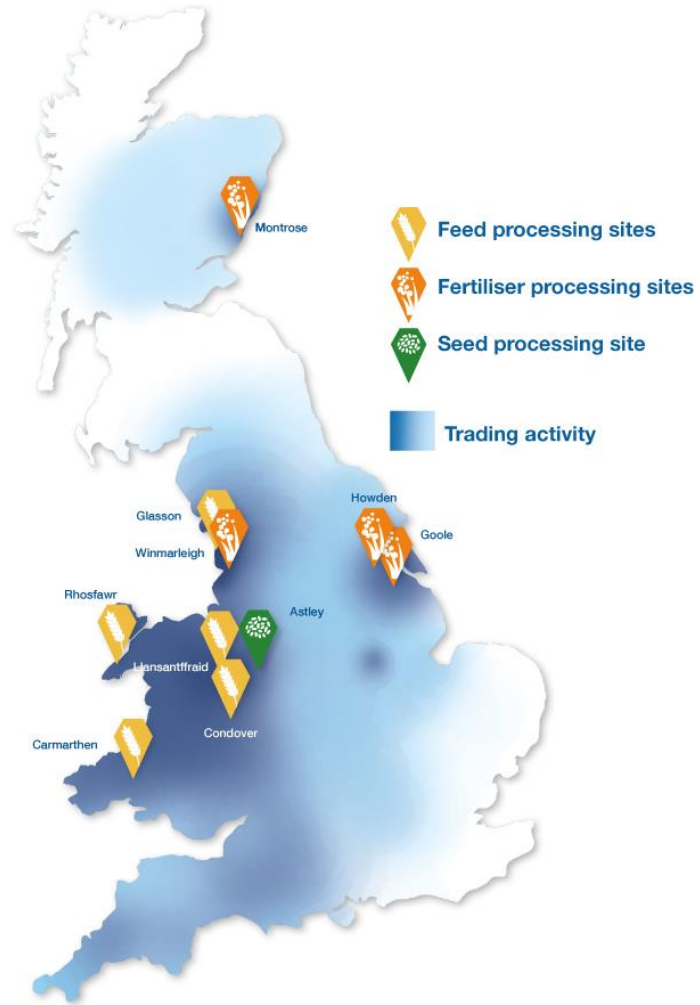 Montrose
Feed processing sites
Fertiliser processing sites
Seed processing site
Trading activity
Glasson
Winmarleigh
Howden
Goole
Rhosfawr
Astley
Llansantffraid
Condover
Carmarthen